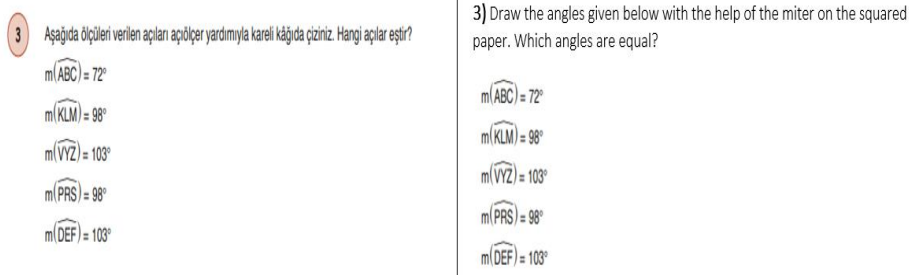 3 Aşağıda ölçüleri verilen açıları açıölçer yardımıyla kareli kâğıda çiziniz. Hangi açılar eştir?
m(ABC) = 72°
m(KLM) = 98°
m(VYZ) = 103°
m(PRS) = 98°
m(DEF) = 103°
3) Draw the angles given below with the help of the miter on the squared
paper. Which angles are equal?
m(ABC) = 72°
m(KLM) = 98°
m(VYZ) = 103°
m(PRS) = 98°
m(DEF) = 103°